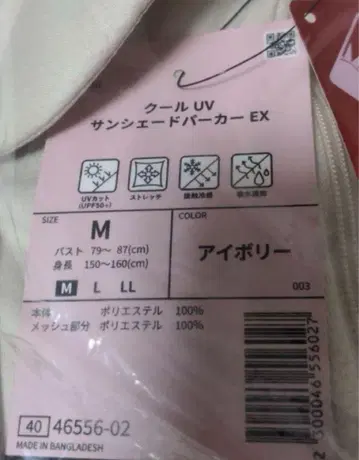 クール UV
サンシェードパーカー EX
UVカット
(UPF50+)
ストレッチ
接触冷感
吸水速乾
SIZE
M
バスト 79～ 87(cm)
身長 150～160(cm)
M L LL
COLOR
アイボリー
003
本体 ポリエステル 100%
メッシュ部分 ポリエステル 100%
40 46556-02
MADE IN BANGLADESH
2 300046 556027